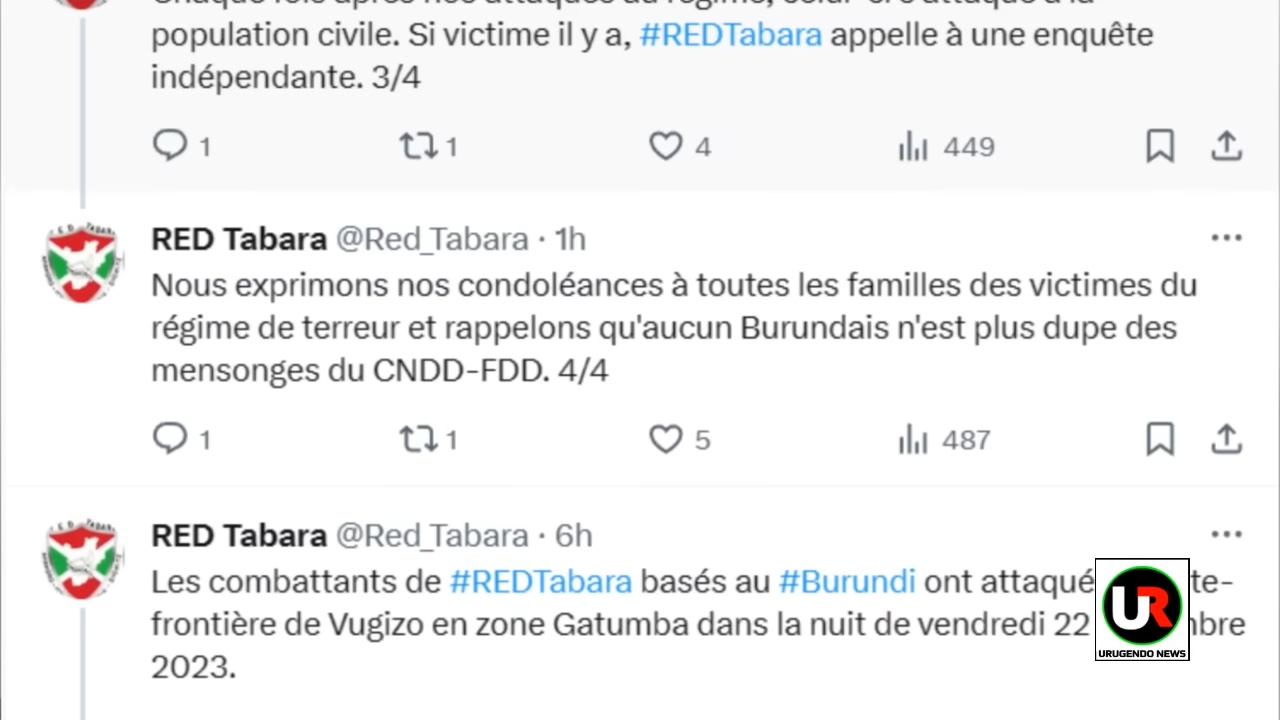 population civile. Si victime il y a, #REDTabara appelle à une enquête
indépendante. 3/4
1 1 4 449
RED Tabara @Red_Tabara · 1h
Nous exprimons nos condoléances à toutes les familles des victimes du
régime de terreur et rappelons qu'aucun Burundais n'est plus dupe des
mensonges du CNDD-FDD. 4/4
1 1 5 487
RED Tabara @Red_Tabara · 6h
Les combattants de #REDTabara basés au #Burundi ont attaqué te-
frontière de Vugizo en zone Gatumba dans la nuit de vendredi 22 mbre
2023.
UR
URUGENDO NEWS